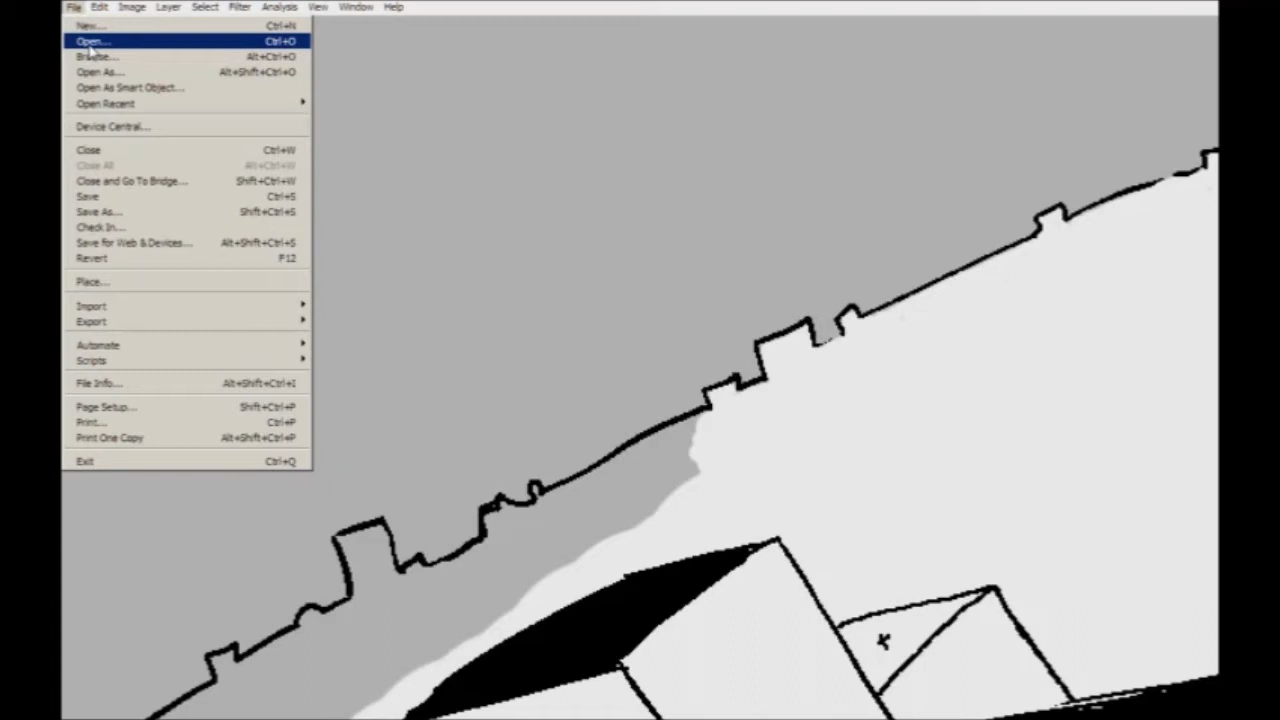 File Edit Image Layer Select Filter Analysis View Window Help
New... Ctrl+N
Open... Ctrl+O
Browse... Alt+Ctrl+O
Open As... Alt+Shift+Ctrl+O
Open As Smart Object...
Open Recent
Device Central...
Close Ctrl+W
Close All Alt+Ctrl+W
Close and Go To Bridge... Shift+Ctrl+W
Save Ctrl+S
Save As... Shift+Ctrl+S
Check In...
Save for Web & Devices... Alt+Shift+Ctrl+S
Revert F12
Place...
Import
Export
Automate
Scripts
File Info... Alt+Shift+Ctrl+I
Page Setup... Shift+Ctrl+P
Print... Ctrl+P
Print One Copy Alt+Shift+Ctrl+P
Exit Ctrl+Q